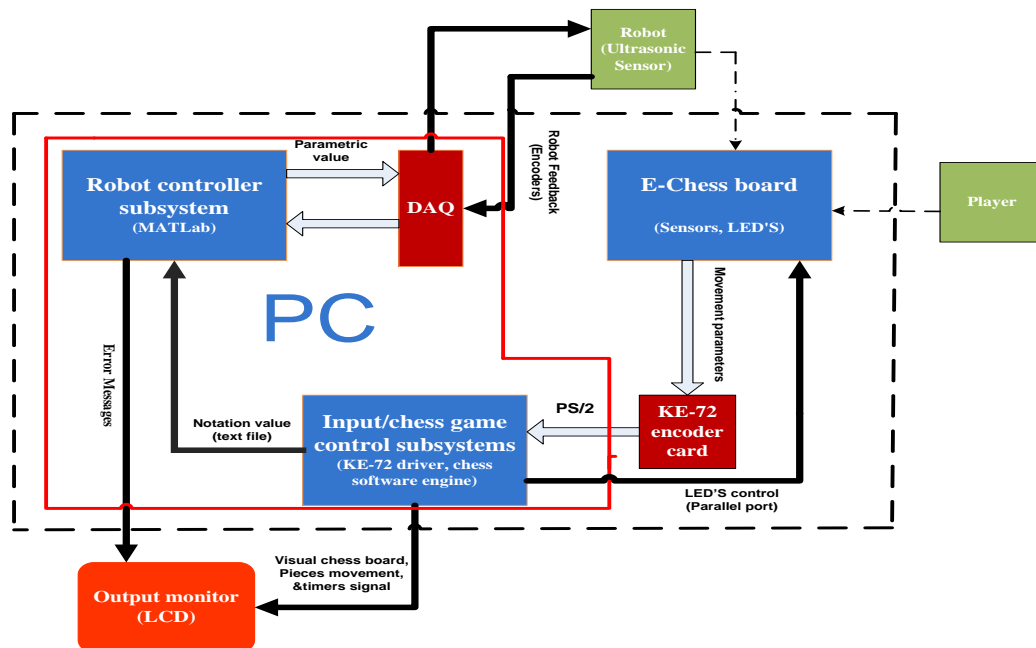 Robot
(Ultrasonic
Sensor)
Parametric
value
Robot controller
subsystem
(MATLab)
DAQ
Robot Feedback
(Encoders)
E-Chess board
(Sensors, LED'S)
Player
PC
Movement parameters
Error Messages
Notation value
(text file)
Input/chess game
control subsystems
(KE-72 driver, chess
software engine)
PS/2
KE-72
encoder
card
LED'S control
(Parallel port)
Visual chess board,
Pieces movement,
&timers signal
Output monitor
(LCD)